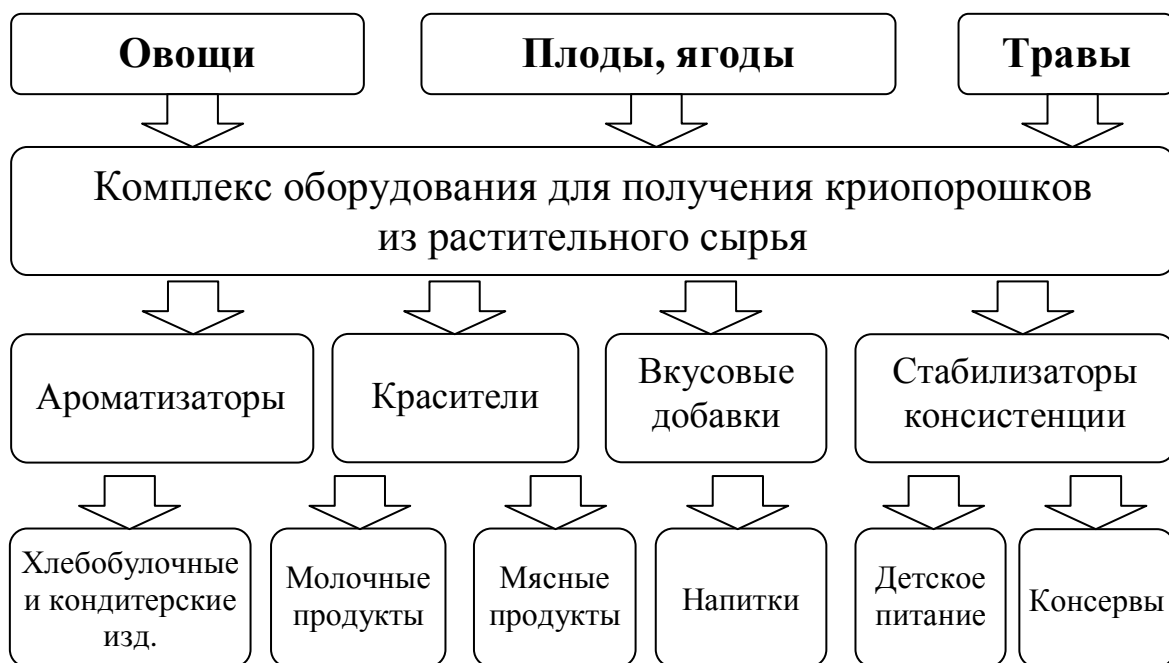 Овощи
Плоды, ягоды
Травы
Комплекс оборудования для получения криопорошков
из растительного сырья
Ароматизаторы
Красители
Вкусовые
добавки
Стабилизаторы
консистенции
Хлебобулочные
и кондитерские
изд.
Молочные
продукты
Мясные
продукты
Напитки
Детское
питание
Консервы